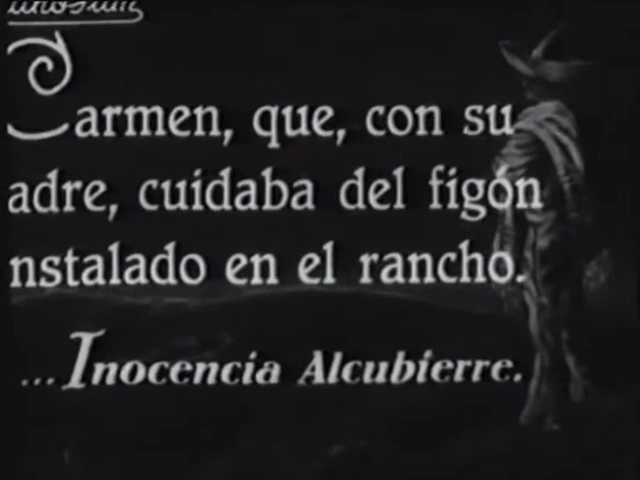 Carmen, que, con su
adre, cuidaba del figón
nstalado en el rancho.
...Inocencia Alcubierre.